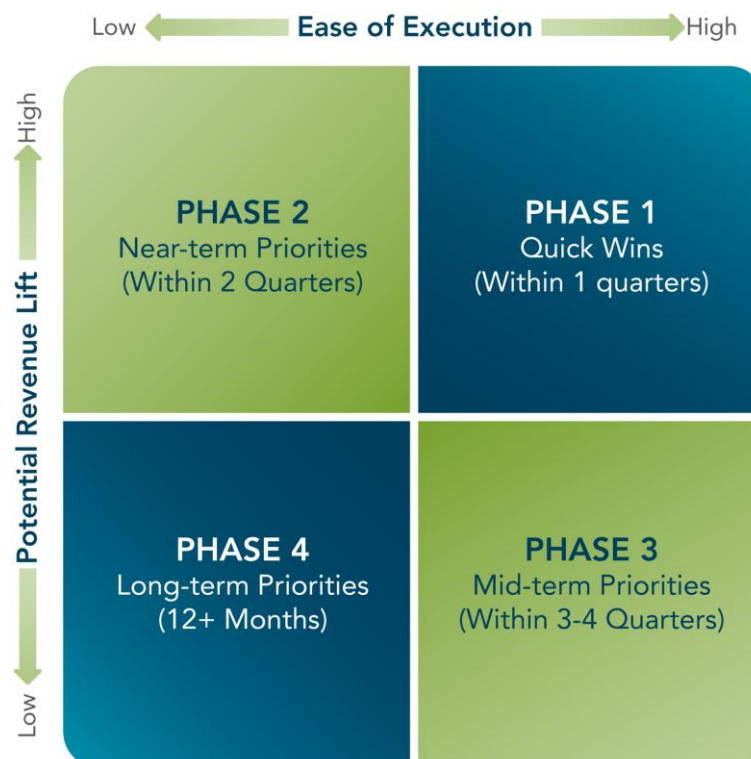 Low Ease of Execution High
High
Potential Revenue Lift
Low
PHASE 2
Near-term Priorities
(Within 2 Quarters)
PHASE 1
Quick Wins
(Within 1 quarters)
PHASE 4
Long-term Priorities
(12+ Months)
PHASE 3
Mid-term Priorities
(Within 3-4 Quarters)